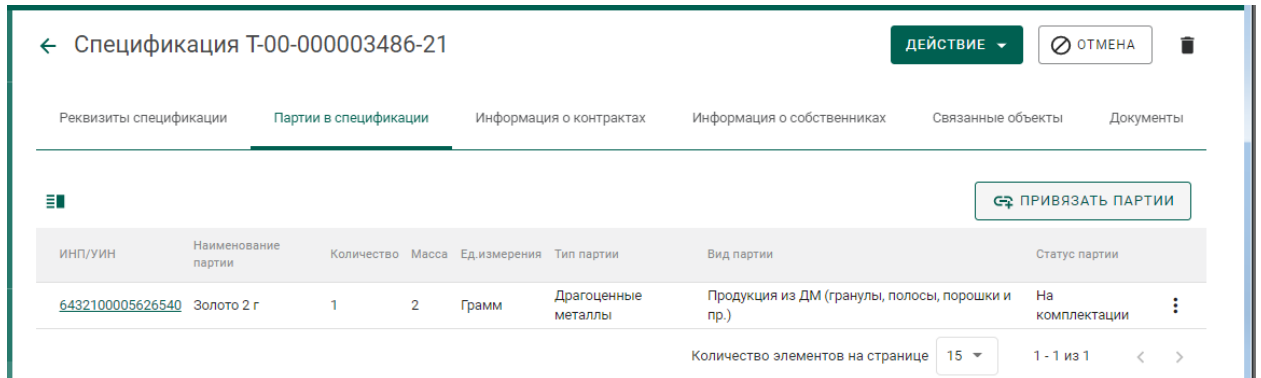 Спецификация Т-00-000003486-21
ДЕЙСТВИЕ
ОТМЕНА
Реквизиты спецификации
Партии в спецификации
Информация о контрактах
Информация о собственниках
Связанные объекты
Документы
ПРИВЯЗАТЬ ПАРТИИ
ИНП/УИН
Наименование
партии
Количество
Масса
Ед.измерения
Тип партии
Вид партии
Статус партии
6432100005626540
Золото 2 г
1
2
Грамм
Драгоценные
металлы
Продукция из ДМ (гранулы, полосы, порошки и
пр.)
На
комплектации
Количество элементов на странице
15
1 - 1 из 1